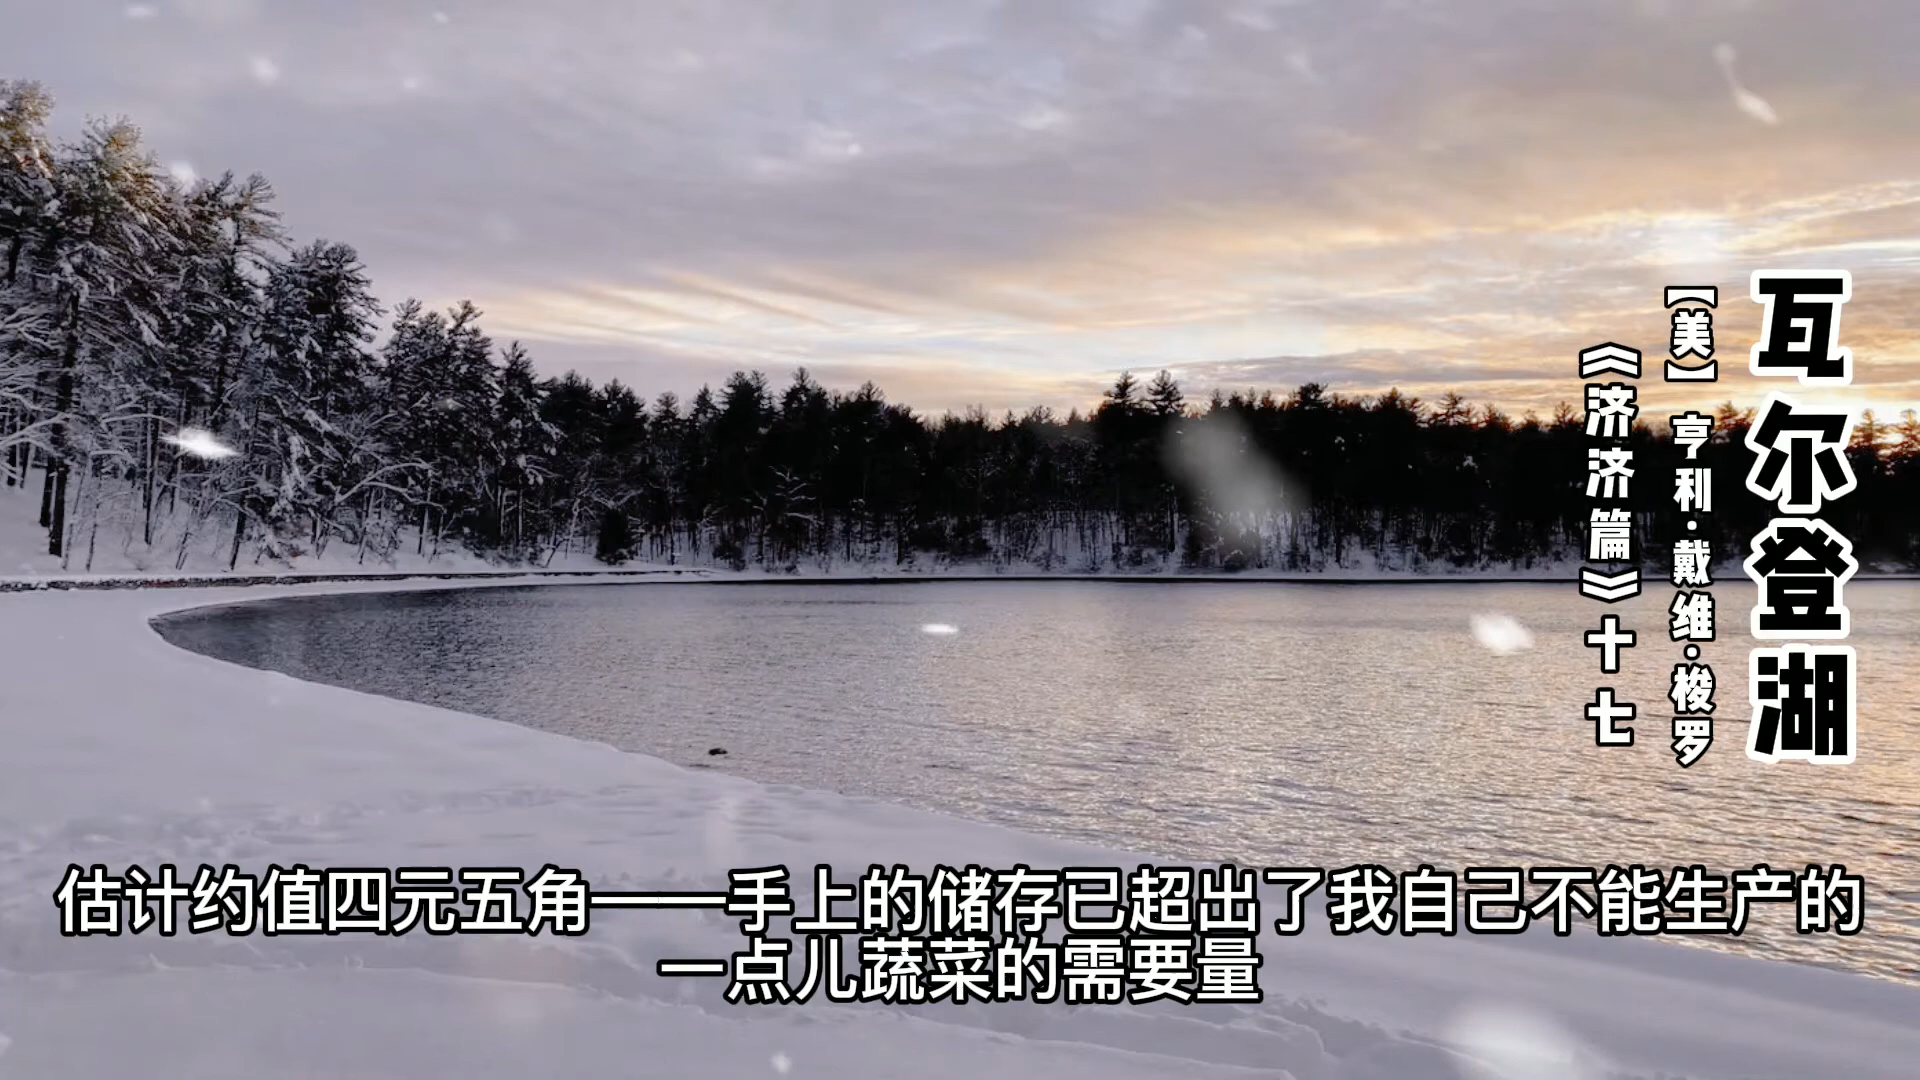 瓦尔登湖
【美】 亨利·戴维·梭罗
《济济篇》十七
估计约值四元五角——手上的储存已超出了我自己不能生产的
一点儿蔬菜的需要量